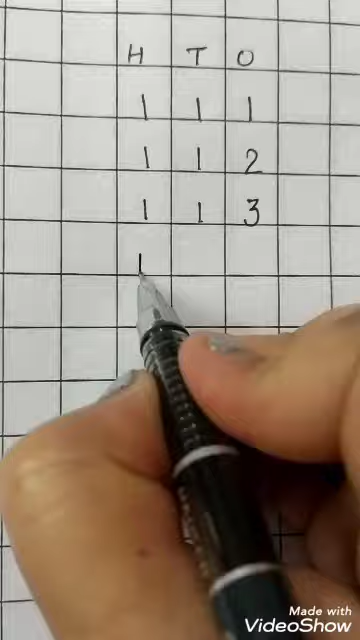 H T O
1 1 1
1 1 2
1 1 3
1
Made with
VideoShow